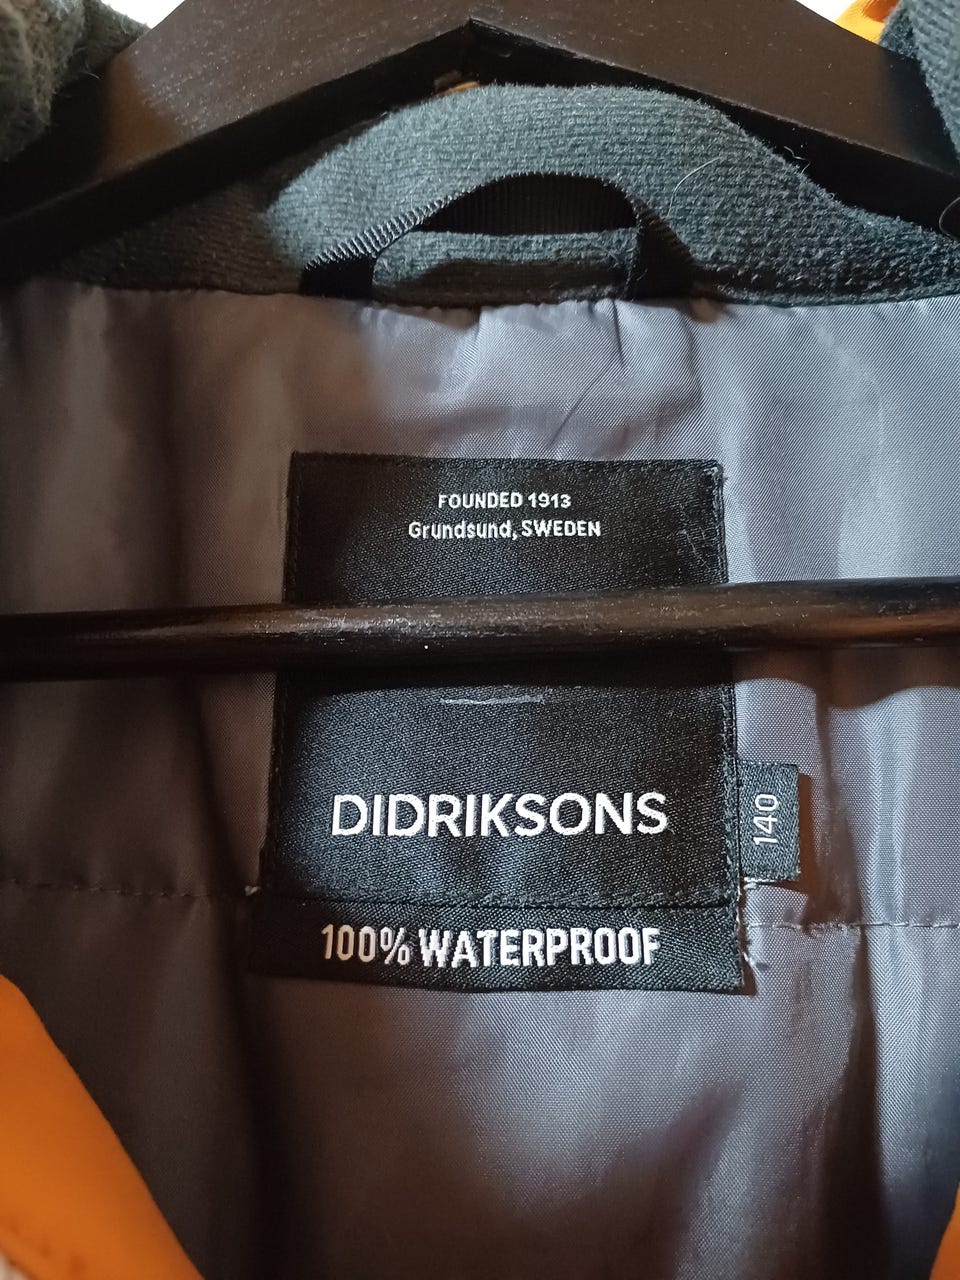 FOUNDED 1913
Grundsund, SWEDEN
DIDRIKSONS
140
100% WATERPROOF